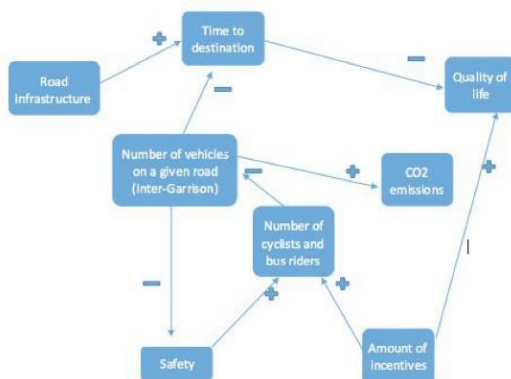 Time to
destination
Road
infrastructure
Quality of
life
Number of vehicles
on a given road
(Inter-Garrison)
CO2
emissions
Number of
cyclists and
bus riders
Safety
Amount of
incentives